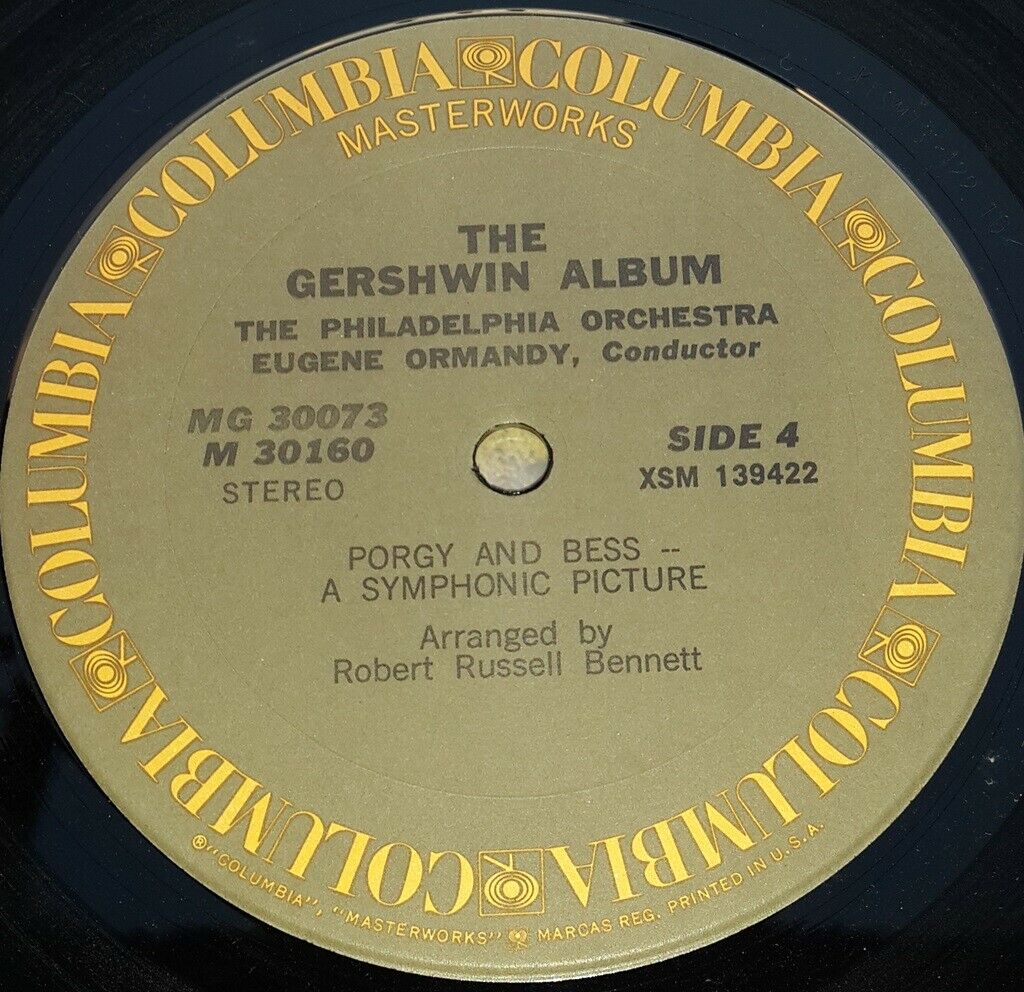 COLUMBIA COLUMBIA COLUMBIA COLUMBIA COLUMBIA COLUMBIA
MASTERWORKS
THE
GERSHWIN ALBUM
THE PHILADELPHIA ORCHESTRA
EUGENE ORMANDY, Conductor
MG 30073
M 30160
STEREO
SIDE 4
XSM 139422
PORGY AND BESS --
A SYMPHONIC PICTURE
Arranged by
Robert Russell Bennett
®"COLUMBIA", "MASTERWORKS" MARCAS REG. PRINTED IN U.S.A.